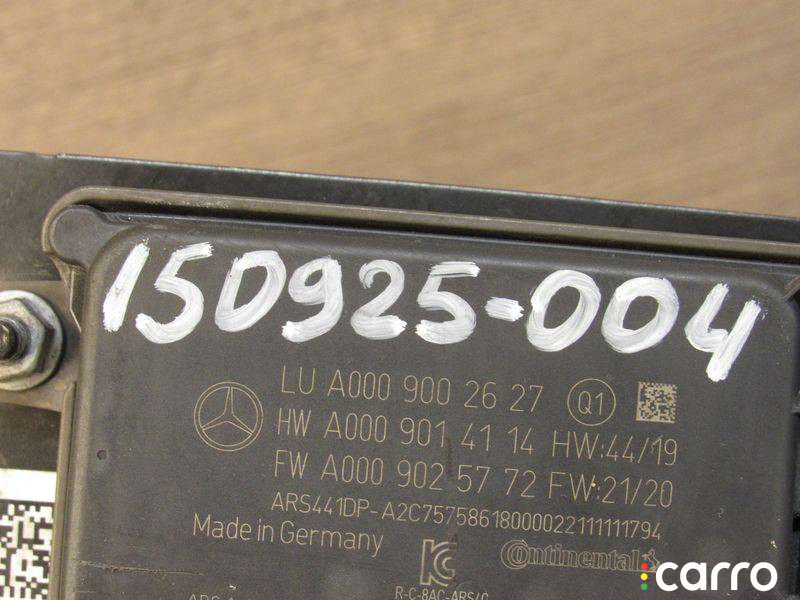 150925-004
LU A000 900 26 27 Q1
HW A000 901 41 14 HW:44/19
FW A000 902 57 72 FW:21/20
ARS441DP-A2C7575861800002211111794
Made in Germany
Continental
R-C-8AC-ARS4C
carro